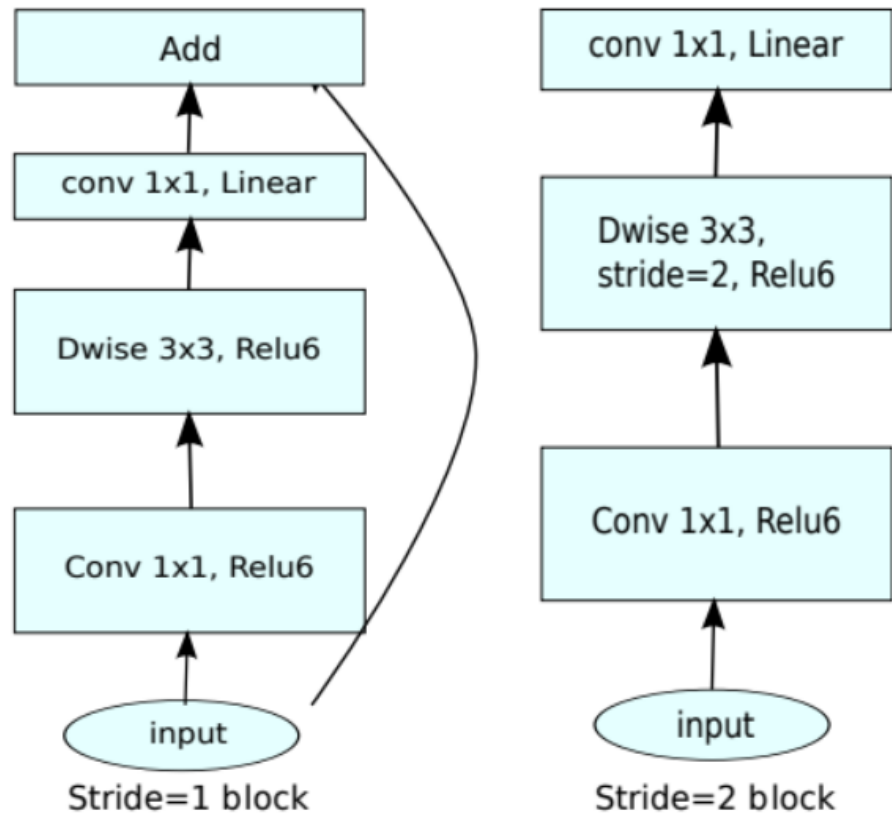 Add
conv 1x1, Linear
Dwise 3x3, Relu6
Conv 1x1, Relu6
input
Stride=1 block
conv 1x1, Linear
Dwise 3x3,
stride=2, Relu6
Conv 1x1, Relu6
input
Stride=2 block